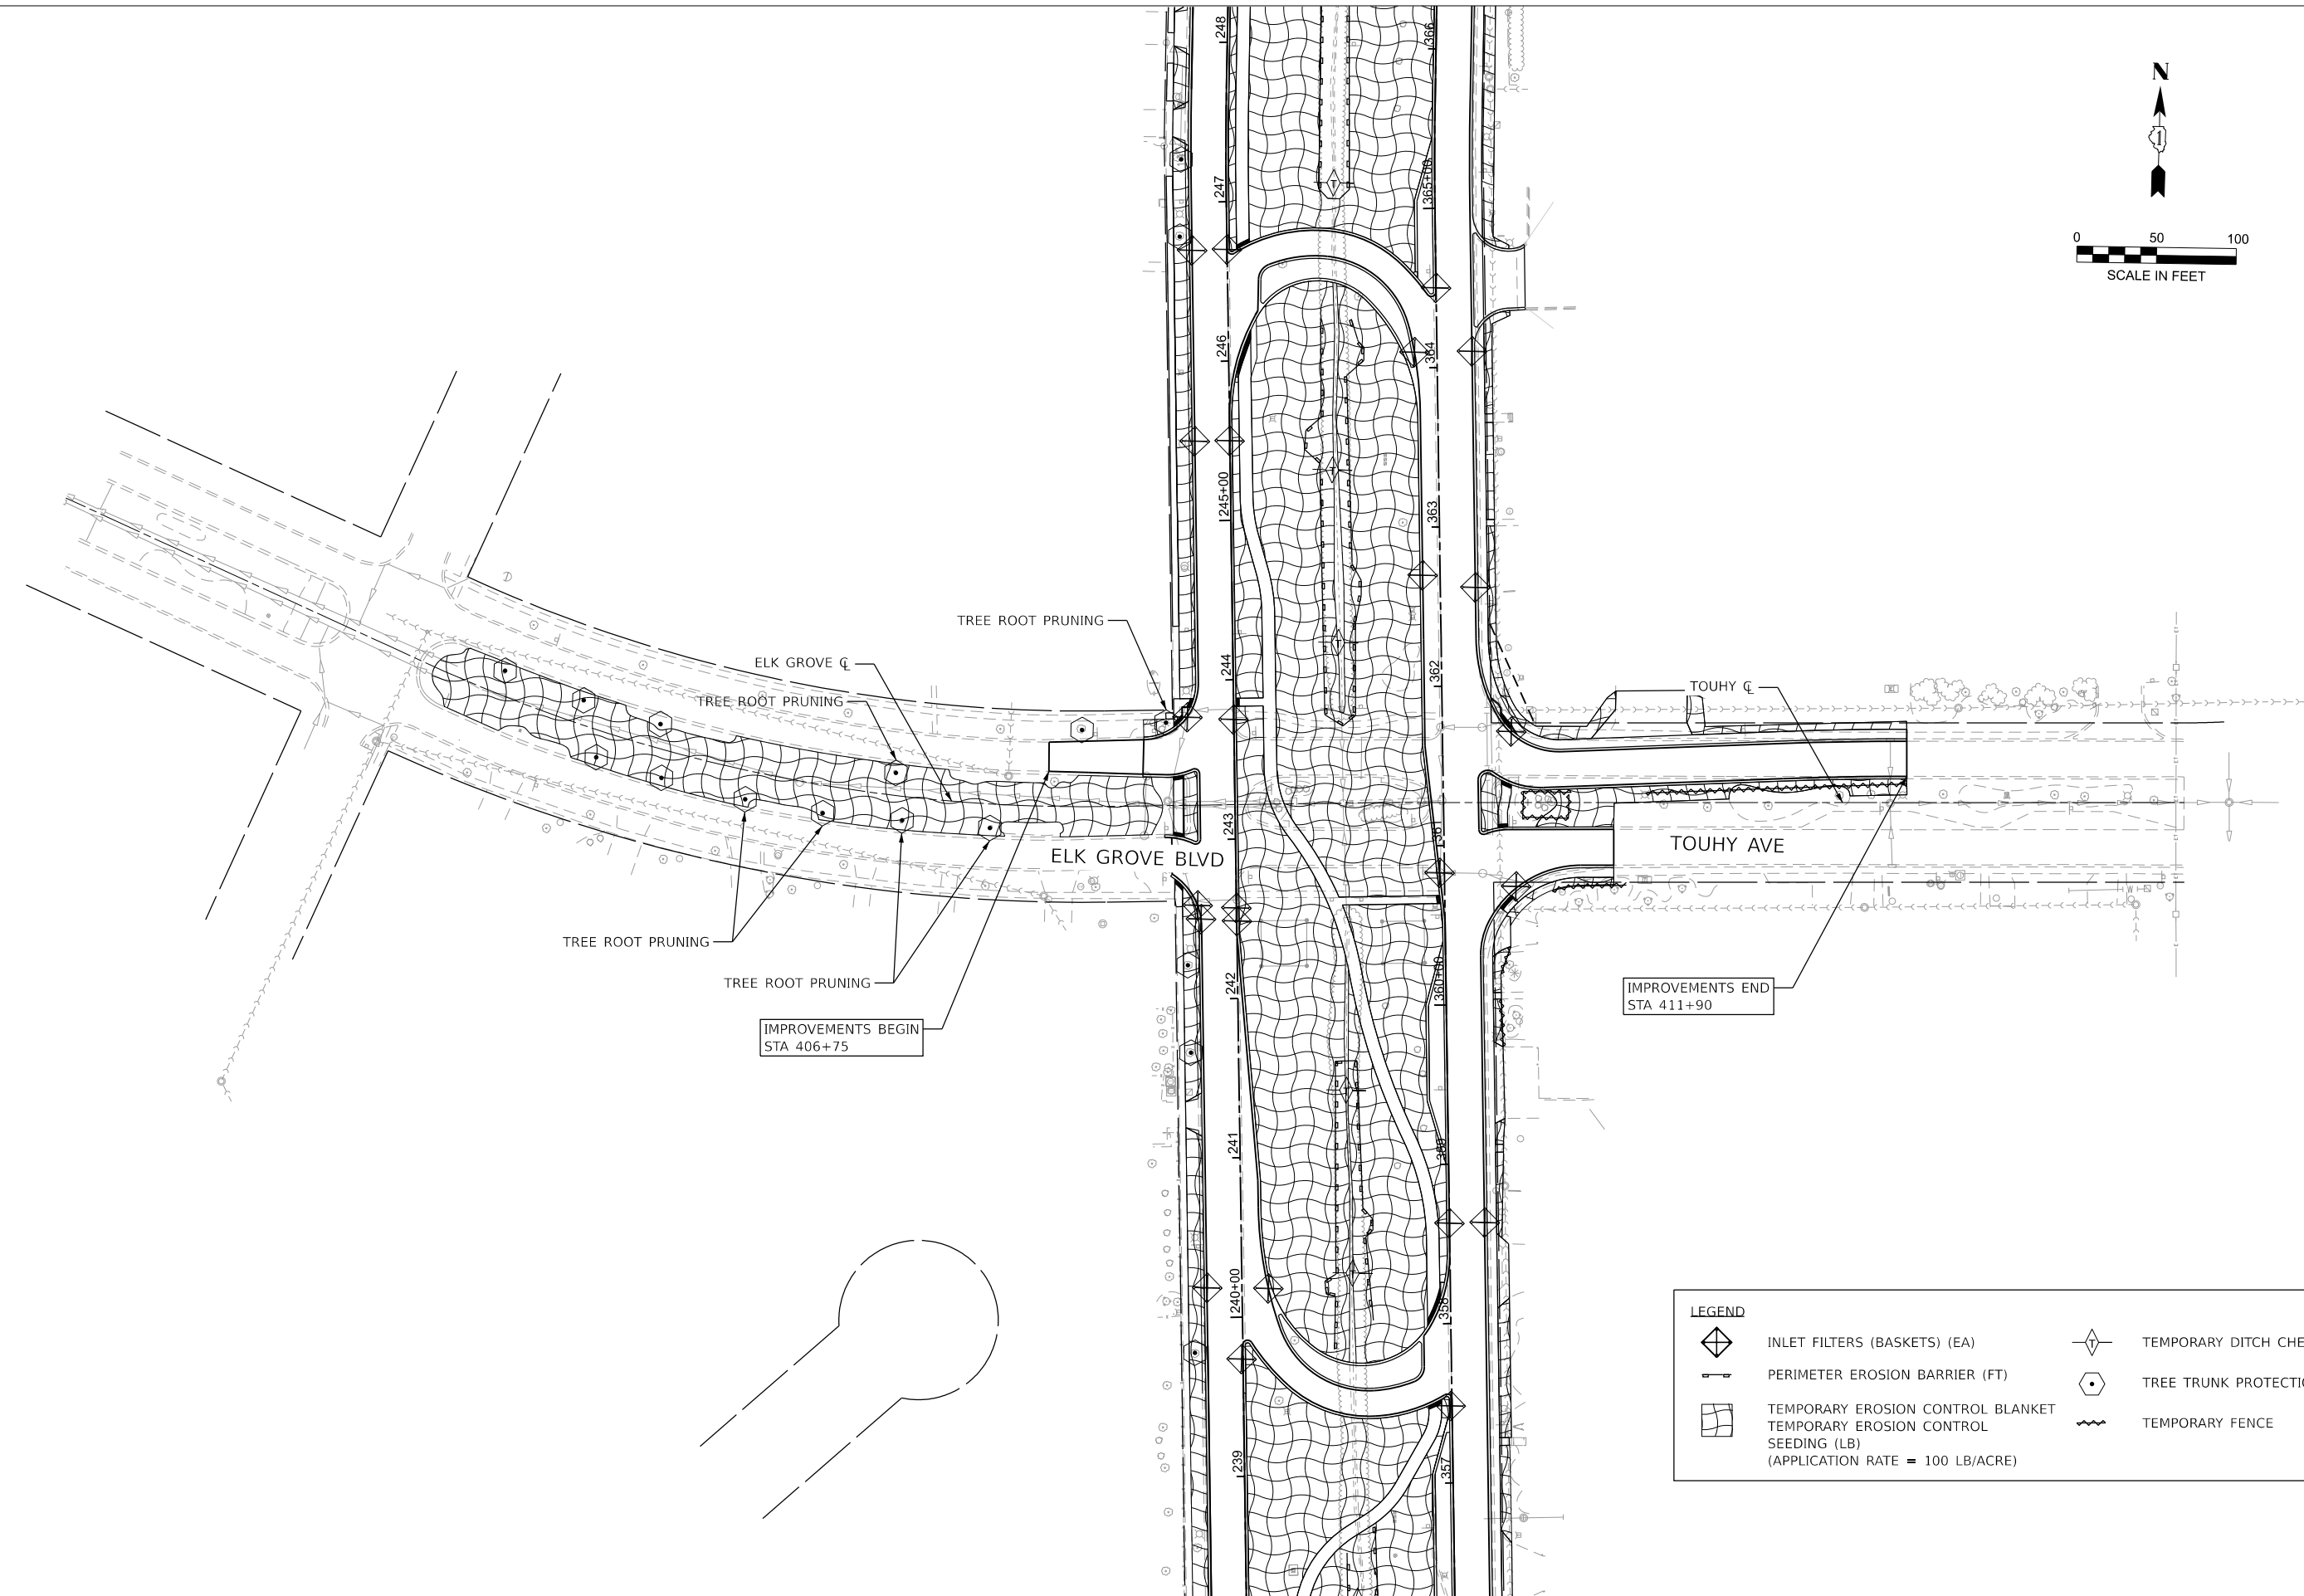 248
366
N
1
247
365+00
0 50 100
SCALE IN FEET
246
364
245+00
363
TREE ROOT PRUNING
ELK GROVE ℄
244
362
TOUHY ℄
TREE ROOT PRUNING
243
361
ELK GROVE BLVD
TOUHY AVE
TREE ROOT PRUNING
TREE ROOT PRUNING
242
360+00
IMPROVEMENTS END
STA 411+90
IMPROVEMENTS BEGIN
STA 406+75
241
240+00
358
LEGEND
INLET FILTERS (BASKETS) (EA)
TEMPORARY DITCH CHE
PERIMETER EROSION BARRIER (FT)
TREE TRUNK PROTECTIO
TEMPORARY EROSION CONTROL BLANKET
TEMPORARY EROSION CONTROL
SEEDING (LB)
(APPLICATION RATE = 100 LB/ACRE)
TEMPORARY FENCE
239
357